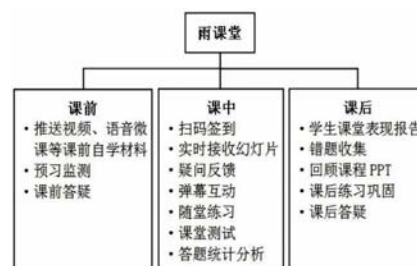 雨课堂
课前
・推送视频、语音微
课等课前自学材料
・预习监测
・课前答疑
课中
・扫码签到
・实时接收幻灯片
・疑问反馈
・弹幕互动
・随堂练习
・课堂测试
・答题统计分析
课后
・学生课堂表现报告
・错题收集
・回顾课程 PPT
・课后练习巩固
・课后答疑